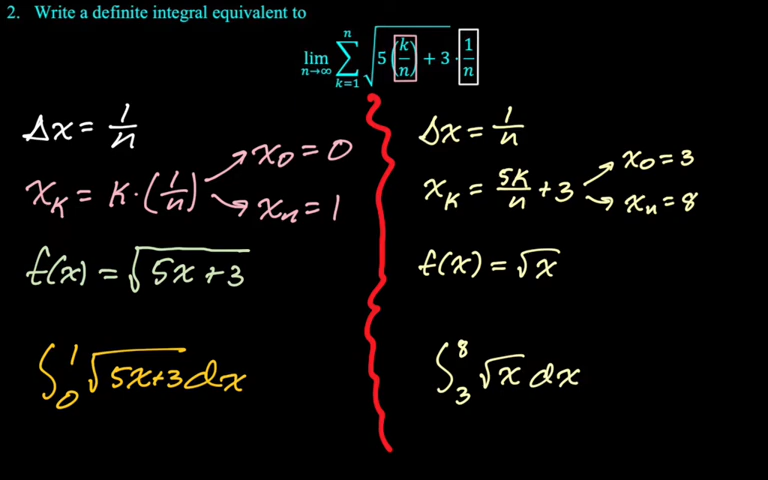 2. Write a definite integral equivalent to
lim n→∞ ∑ k=1 n √(5(k/n) + 3) · 1/n
Δx = 1/n
x_K = K · (1/n)
x_0 = 0
x_n = 1
f(x) = √(5x + 3)
∫_0^1 √(5x+3) dx
Δx = 1/n
x_K = 5K/n + 3
x_0 = 3
x_n = 8
f(x) = √x
∫_3^8 √x dx